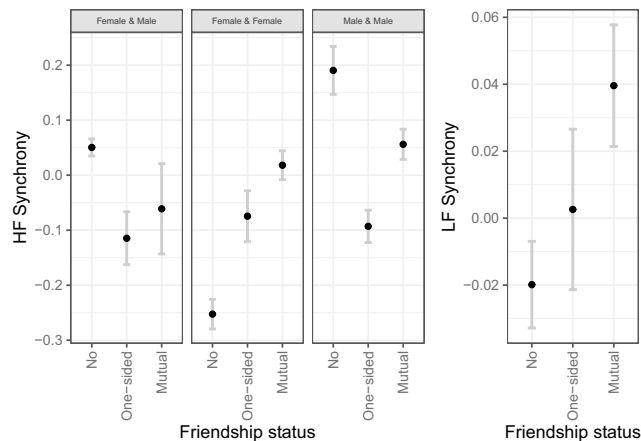 Female & Male
Female & Female
Male & Male
HF Synchrony
0.2
0.1
0.0
−0.1
−0.2
−0.3
No
One−sided
Mutual
No
One−sided
Mutual
No
One−sided
Mutual
Friendship status
LF Synchrony
0.06
0.04
0.02
0.00
−0.02
No
One−sided
Mutual
Friendship status